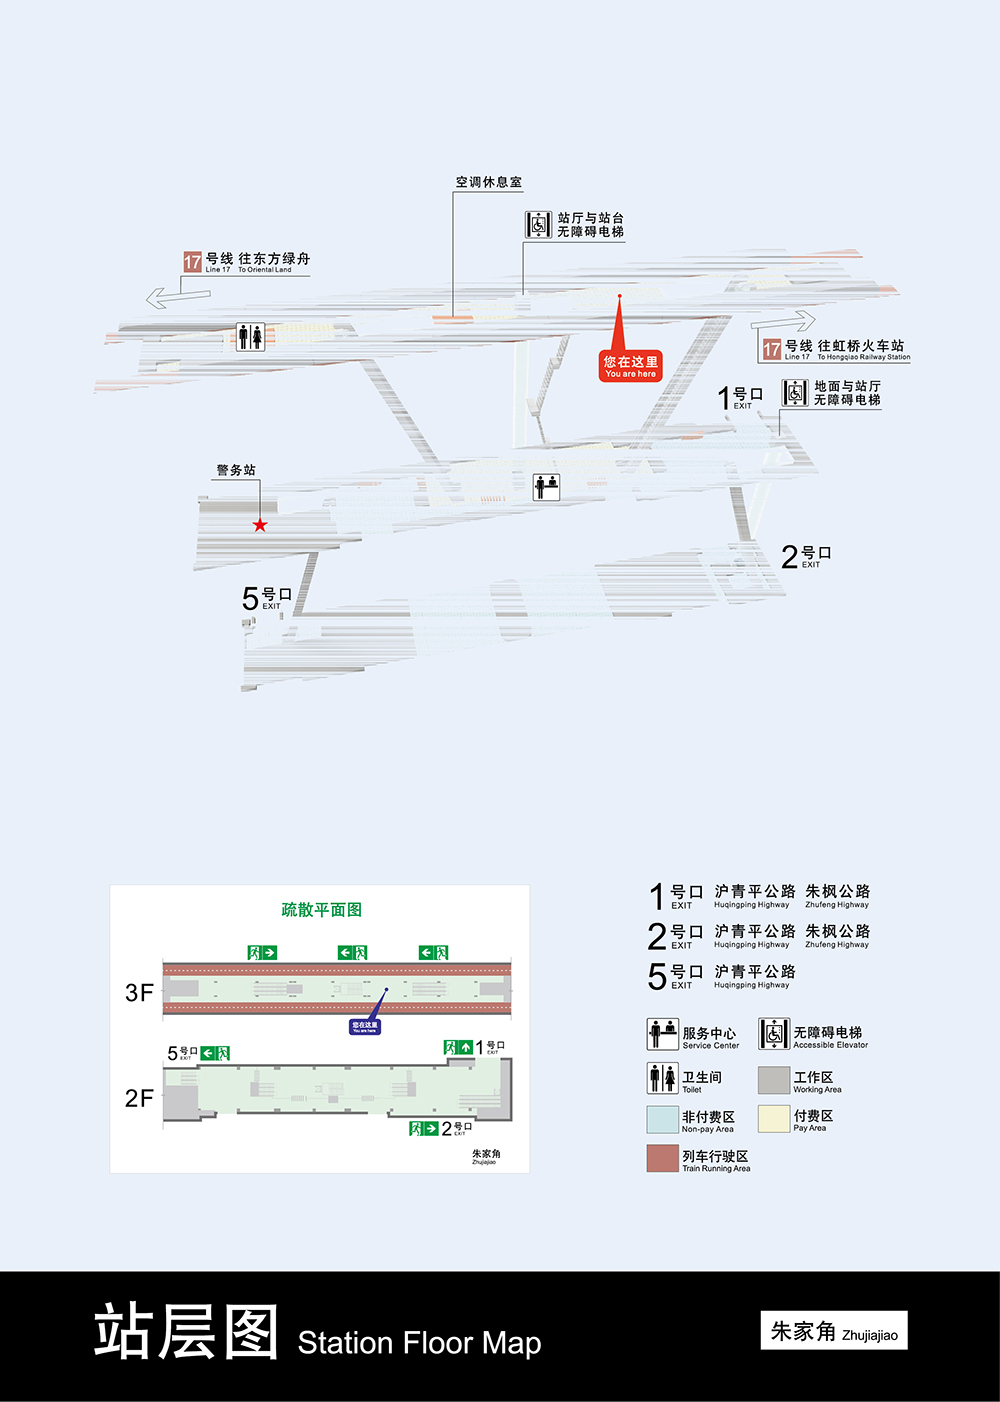 空调休息室
站厅与站台
无障碍电梯
17 号线 往东方绿舟
Line 17 To Oriental Land
您在这里
You are here
17 号线 往虹桥火车站
Line 17 To Hongqiao Railway Station
1号口
EXIT
地面与站厅
无障碍电梯
警务站
2号口
EXIT
5号口
EXIT
疏散平面图
3F
您在这里
You are here
5号口
EXIT
1号口
EXIT
2F
2号口
EXIT
朱家角
Zhujiajiao
1号口 沪青平公路 朱枫公路
EXIT Huqingping Highway Zhufeng Highway
2号口 沪青平公路 朱枫公路
EXIT Huqingping Highway Zhufeng Highway
5号口 沪青平公路
EXIT Huqingping Highway
服务中心
Service Center
无障碍电梯
Accessible Elevator
卫生间
Toilet
工作区
Working Area
非付费区
Non-pay Area
付费区
Pay Area
列车行驶区
Train Running Area
站层图 Station Floor Map
朱家角 Zhujiajiao